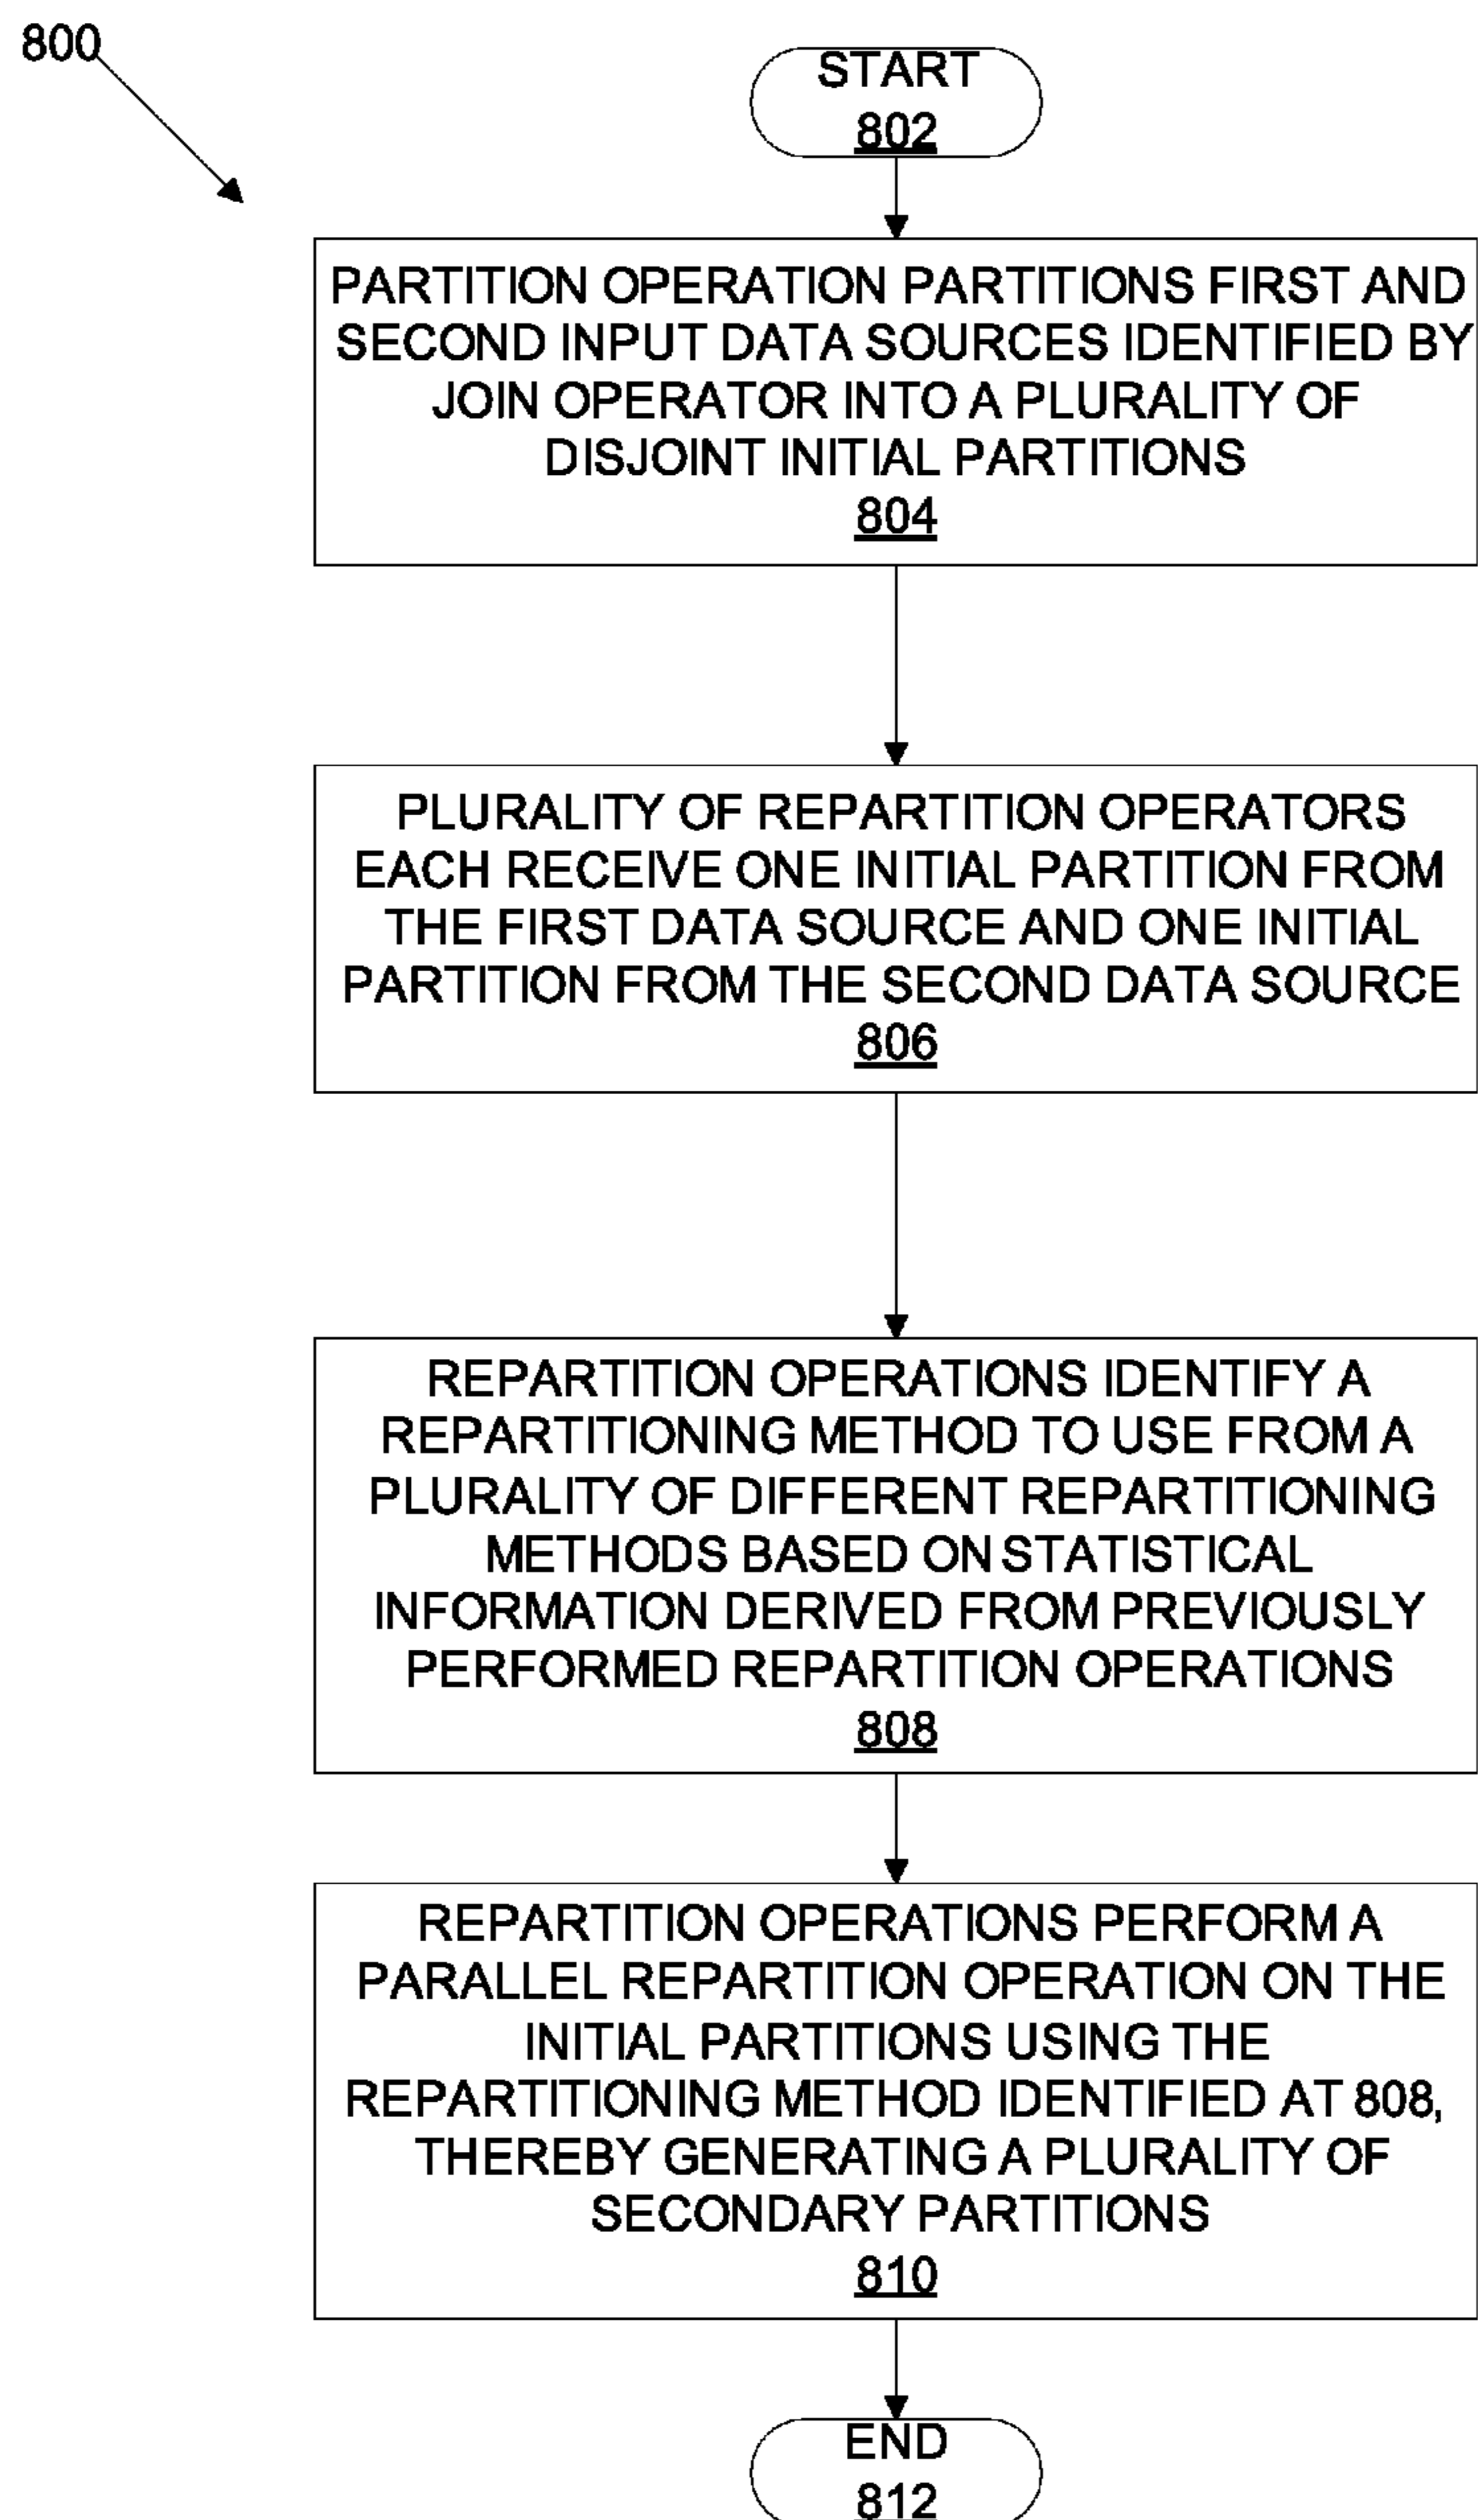 800
START
802
PARTITION OPERATION PARTITIONS FIRST AND
SECOND INPUT DATA SOURCES IDENTIFIED BY
JOIN OPERATOR INTO A PLURALITY OF
DISJOINT INITIAL PARTITIONS
804
PLURALITY OF REPARTITION OPERATORS
EACH RECEIVE ONE INITIAL PARTITION FROM
THE FIRST DATA SOURCE AND ONE INITIAL
PARTITION FROM THE SECOND DATA SOURCE
806
REPARTITION OPERATIONS IDENTIFY A
REPARTITIONING METHOD TO USE FROM A
PLURALITY OF DIFFERENT REPARTITIONING
METHODS BASED ON STATISTICAL
INFORMATION DERIVED FROM PREVIOUSLY
PERFORMED REPARTITION OPERATIONS
808
REPARTITION OPERATIONS PERFORM A
PARALLEL REPARTITION OPERATION ON THE
INITIAL PARTITIONS USING THE
REPARTITIONING METHOD IDENTIFIED AT 808,
THEREBY GENERATING A PLURALITY OF
SECONDARY PARTITIONS
810
END
812